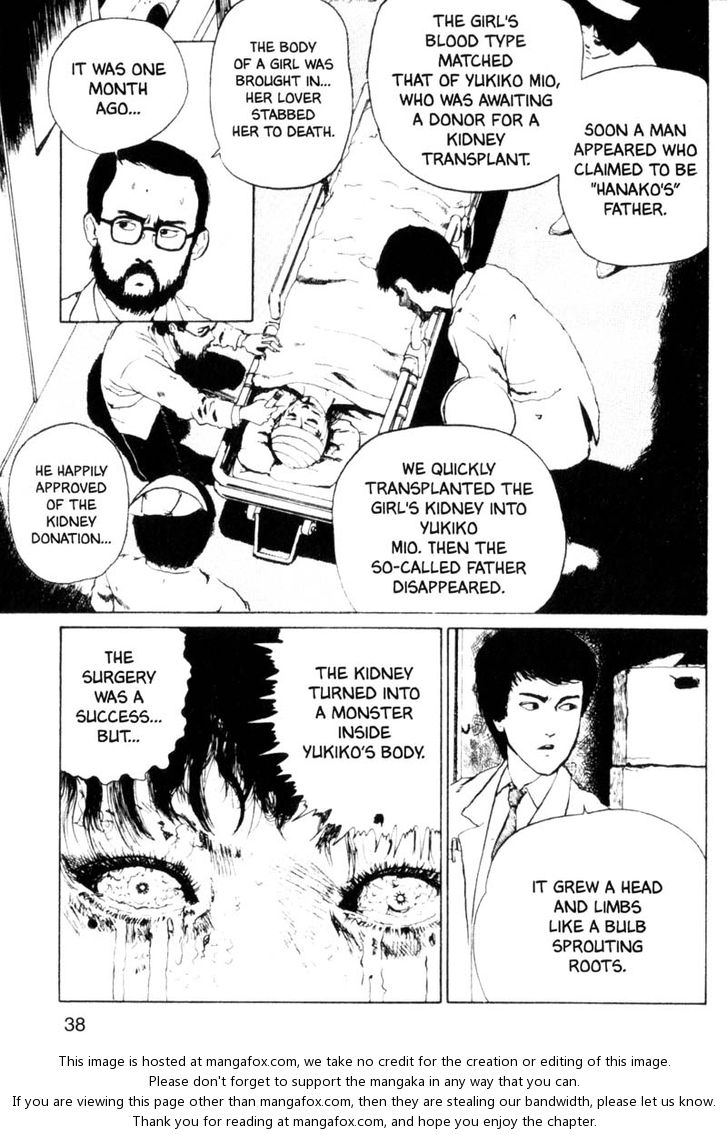 IT WAS ONE
MONTH
AGO...
THE BODY
OF A GIRL WAS
BROUGHT IN...
HER LOVER
STABBED
HER TO DEATH.
THE GIRL'S
BLOOD TYPE
MATCHED
THAT OF YUKIKO MIO,
WHO WAS AWAITING
A DONOR FOR A
KIDNEY
TRANSPLANT.
SOON A MAN
APPEARED WHO
CLAIMED TO BE
"HANAKO'S"
FATHER.
HE HAPPILY
APPROVED
OF THE
KIDNEY
DONATION...
WE QUICKLY
TRANSPLANTED THE
GIRL'S KIDNEY INTO
YUKIKO
MIO. THEN THE
SO-CALLED FATHER
DISAPPEARED.
THE
SURGERY
WAS A
SUCCESS...
BUT...
THE KIDNEY
TURNED INTO
A MONSTER
INSIDE
YUKIKO'S BODY.
IT GREW A HEAD
AND LIMBS
LIKE A BULB
SPROUTING
ROOTS.
38
This image is hosted at mangafox.com, we take no credit for the creation or editing of this image.
Please don't forget to support the mangaka in any way that you can.
If you are viewing this page other than mangafox.com, then they are stealing our bandwidth, please let us know.
Thank you for reading at mangafox.com, and hope you enjoy the chapter.